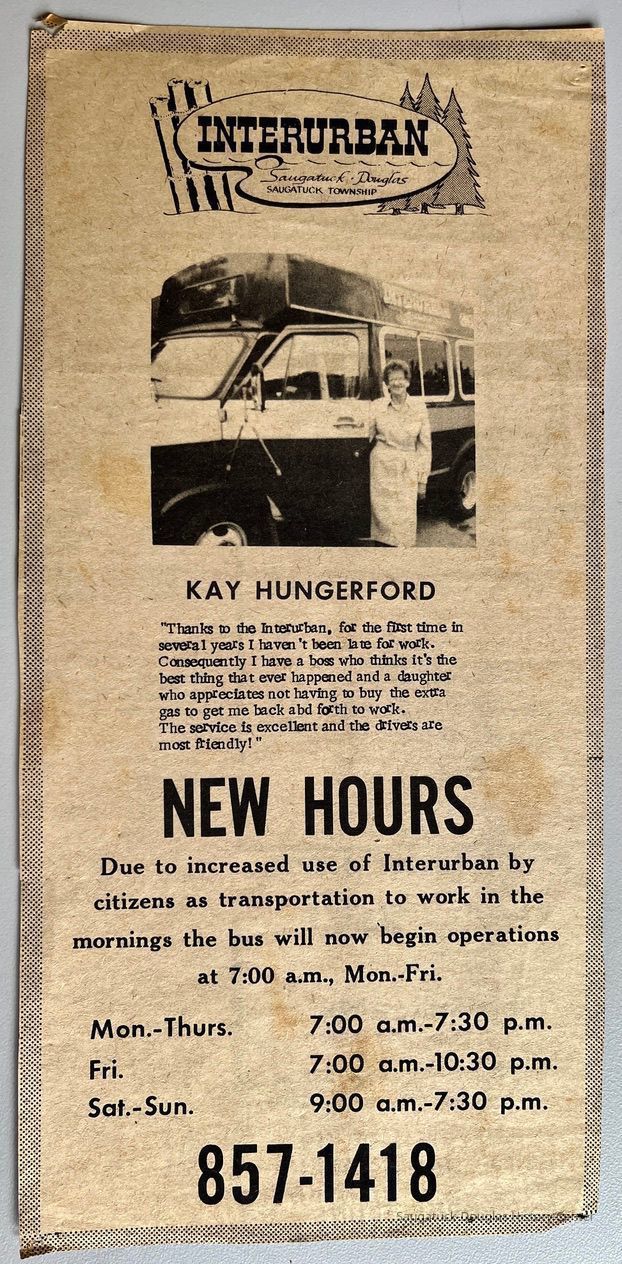 INTERURBAN
Saugatuck · Douglas
SAUGATUCK TOWNSHIP
INTERURBAN
KAY HUNGERFORD
"Thanks to the Interurban, for the first time in
several years I haven't been late for work.
Consequently I have a boss who thinks it's the
best thing that ever happened and a daughter
who appreciates not having to buy the extra
gas to get me back abd forth to work.
The service is excellent and the drivers are
most friendly!"
NEW HOURS
Due to increased use of Interurban by
citizens as transportation to work in the
mornings the bus will now begin operations
at 7:00 a.m., Mon.-Fri.
Mon.-Thurs. 7:00 a.m.-7:30 p.m.
Fri. 7:00 a.m.-10:30 p.m.
Sat.-Sun. 9:00 a.m.-7:30 p.m.
857-1418
Saugatuck-Douglas